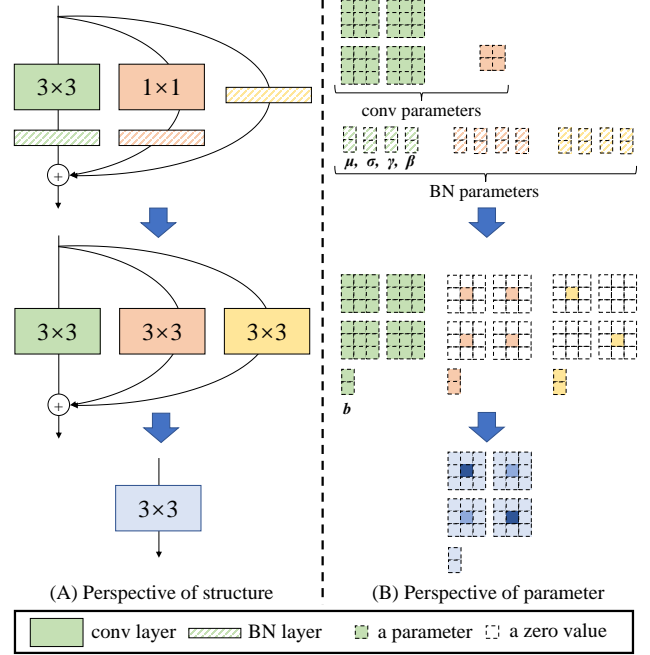 3×3
1×1
conv parameters
μ, σ, γ, β
BN parameters
+
3×3
3×3
3×3
+
b
3×3
(A) Perspective of structure
(B) Perspective of parameter
conv layer
BN layer
a parameter
a zero value